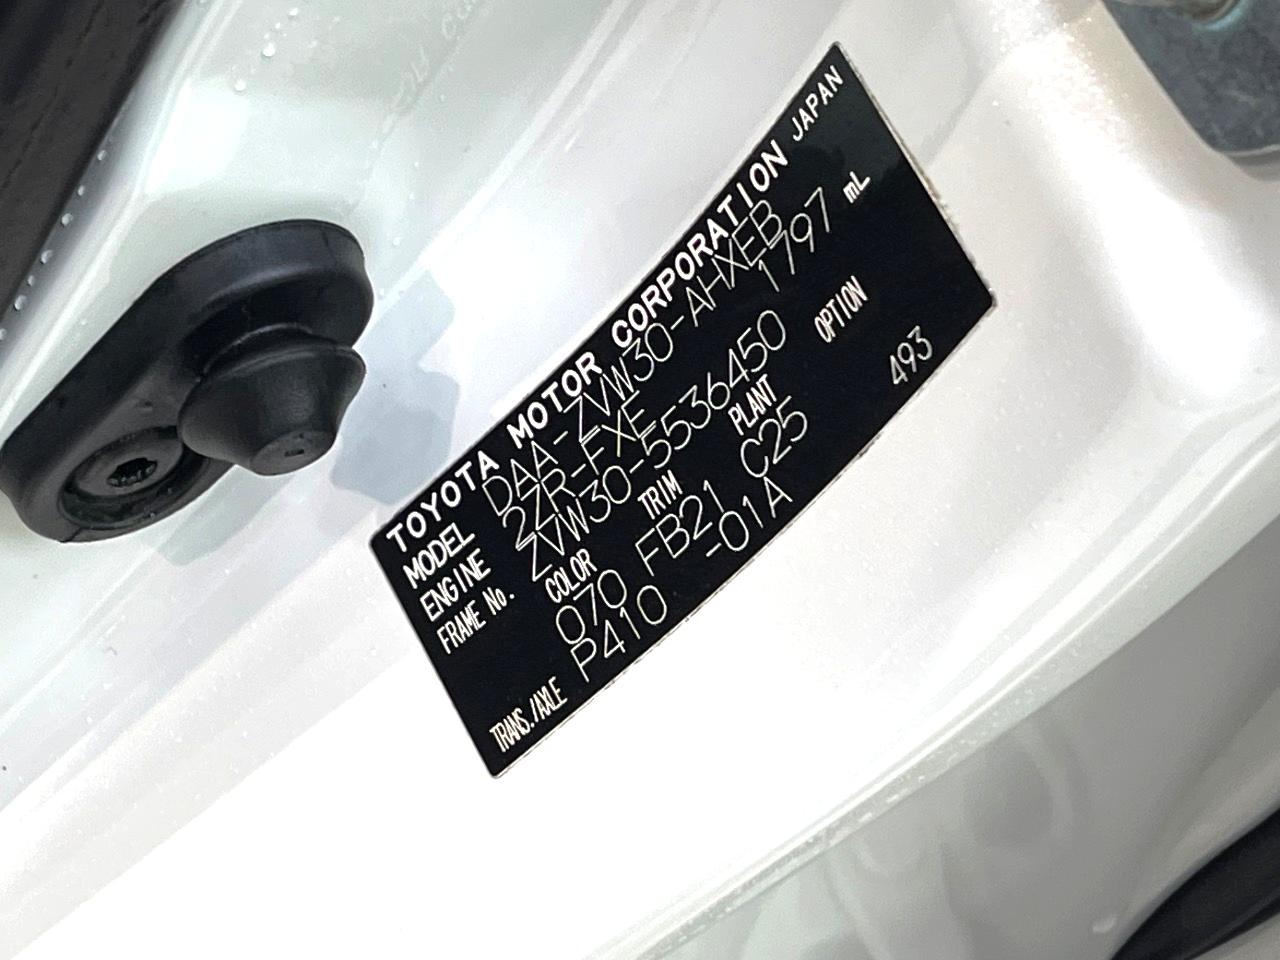 TOYOTA MOTOR CORPORATION JAPAN
MODEL DAA-ZVW30-AHXEB
ENGINE 2ZR-FXE 1797 mL
FRAME No. ZVW30-5536450
COLOR TRIM PLANT OPTION
070 FB21 C25 493
TRANS./AXLE P410 -01A